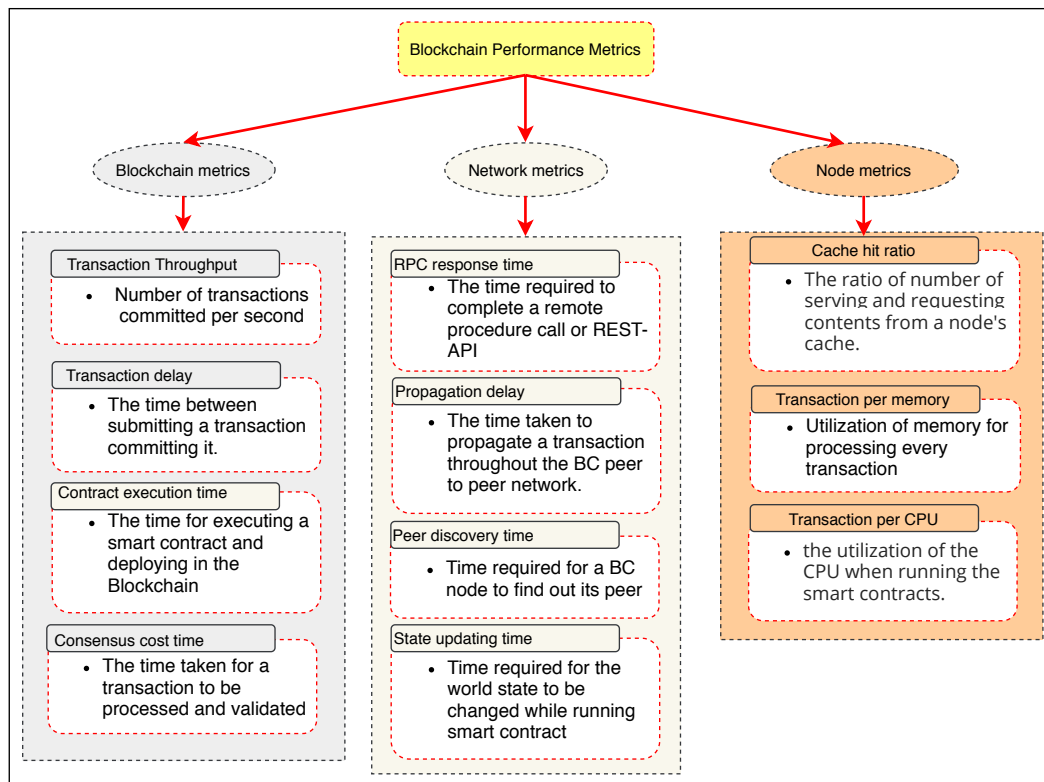 Blockchain Performance Metrics
Blockchain metrics
Network metrics
Node metrics
Transaction Throughput
• Number of transactions
committed per second
Transaction delay
• The time between
submitting a transaction
committing it.
Contract execution time
• The time for executing a
smart contract and
deploying in the
Blockchain
Consensus cost time
• The time taken for a
transaction to be
processed and validated
RPC response time
• The time required to
complete a remote
procedure call or REST-
API
Propagation delay
• The time taken to
propagate a transaction
throughout the BC peer
to peer network.
Peer discovery time
• Time required for a BC
node to find out its peer
State updating time
• Time required for the
world state to be
changed while running
smart contract
Cache hit ratio
• The ratio of number of
serving and requesting
contents from a node's
cache.
Transaction per memory
• Utilization of memory for
processing every
transaction
Transaction per CPU
• the utilization of the
CPU when running the
smart contracts.